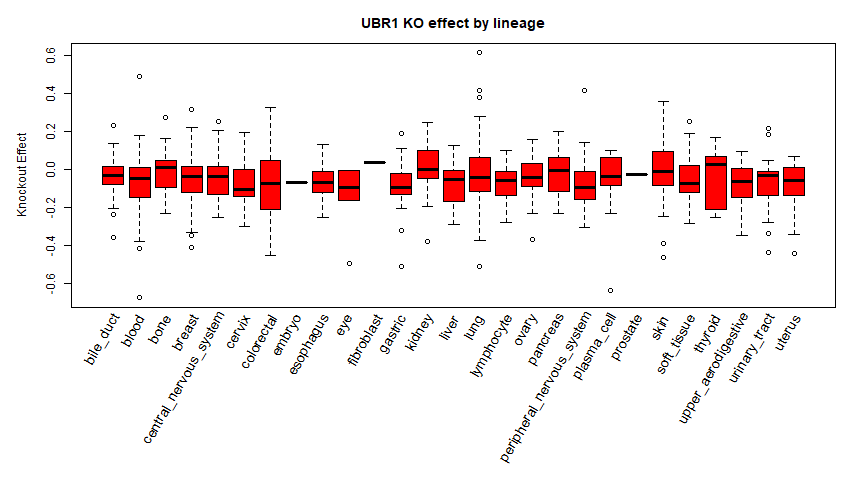 UBR1 KO effect by lineage
Knockout Effect
0.6
0.4
0.2
0.0
-0.2
-0.4
-0.6
bile_duct
blood
bone
breast
central_nervous_system
cervix
colorectal
embryo
esophagus
eye
fibroblast
gastric
kidney
liver
lung
lymphocyte
ovary
pancreas
peripheral_nervous_system
plasma_cell
prostate
skin
soft_tissue
thyroid
upper_aerodigestive
urinary_tract
uterus